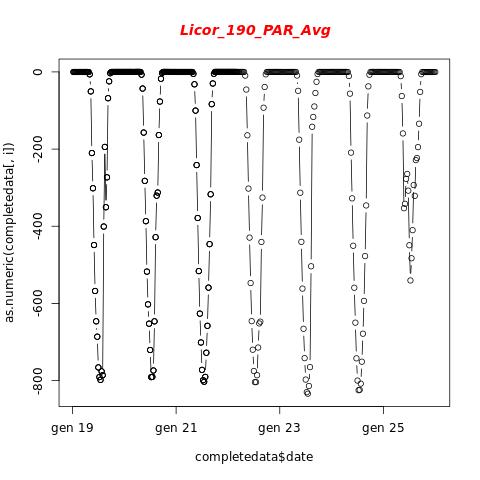 Licor_190_PAR_Avg
as.numeric(completedata[, i])
0
-200
-400
-600
-800
gen 19
gen 21
gen 23
gen 25
completedata$date